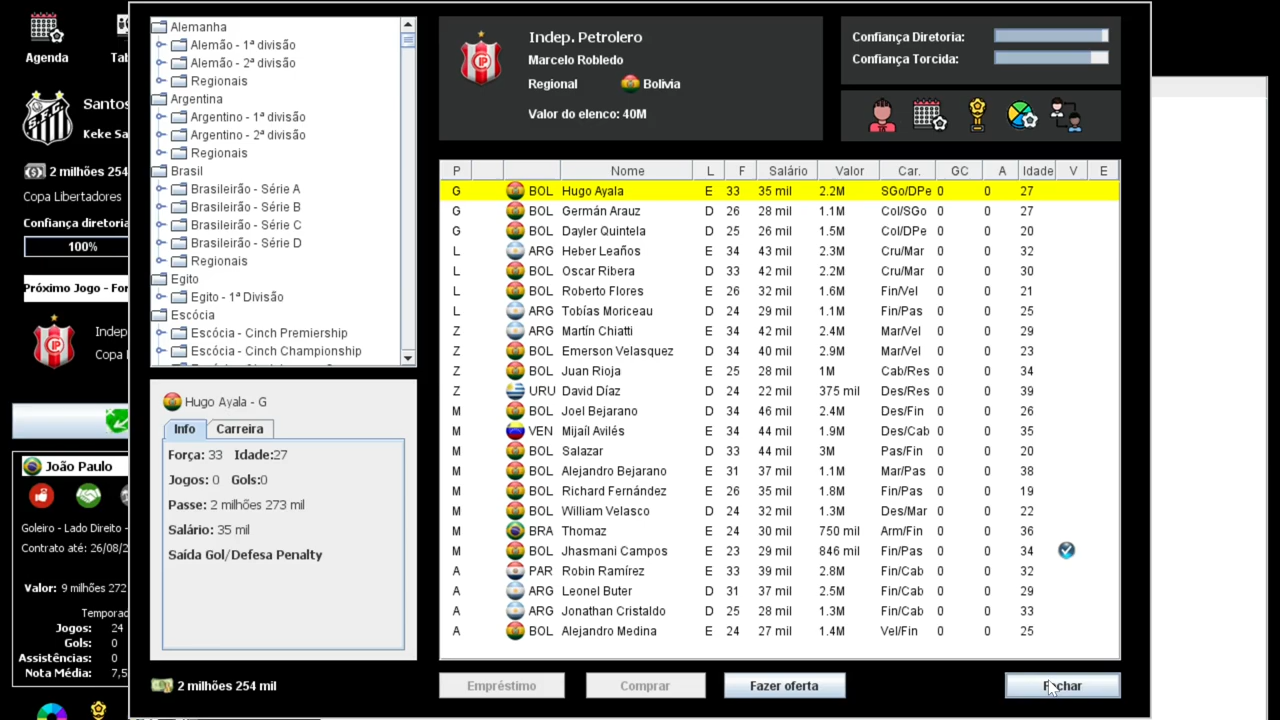 Agenda
Tab
Santos
Keke Sa
2 milhões 254
Copa Libertadores
Confiança diretoria
100%
Próximo Jogo - For
Indep
Copa
João Paulo
Goleiro - Lado Direito -
Contrato até: 26/08/2
Valor: 9 milhões 272
Temporad
Jogos: 24
Gols: 0
Assistências: 0
Nota Média: 7,5
Alemanha
Alemão - 1ª divisão
Alemão - 2ª divisão
Regionais
Argentina
Argentino - 1ª divisão
Argentino - 2ª divisão
Regionais
Brasil
Brasileirão - Série A
Brasileirão - Série B
Brasileirão - Série C
Brasileirão - Série D
Regionais
Egito
Egito - 1ª Divisão
Escócia
Escócia - Cinch Premiership
Escócia - Cinch Championship
Hugo Ayala - G
Info Carreira
Força: 33 Idade:27
Jogos: 0 Gols:0
Passe: 2 milhões 273 mil
Salário: 35 mil
Saída Gol/Defesa Penalty
2 milhões 254 mil
IP
Indep. Petrolero
Marcelo Robledo
Regional Bolivia
Valor do elenco: 40M
Confiança Diretoria:
Confiança Torcida:
P Nome L F Salário Valor Car. GC A Idade V E
G BOL Hugo Ayala E 33 35 mil 2.2M SGo/DPe 0 0 27
G BOL Germán Arauz D 26 28 mil 1.1M Col/SGo 0 0 27
G BOL Dayler Quintela D 25 26 mil 1.5M Col/DPe 0 0 20
L ARG Heber Leaños E 34 43 mil 2.3M Cru/Mar 0 0 32
L BOL Oscar Ribera D 33 42 mil 2.2M Cru/Mar 0 0 30
L BOL Roberto Flores E 26 32 mil 1.6M Fin/Vel 0 0 21
L ARG Tobías Moriceau D 24 29 mil 1.1M Fin/Pas 0 0 25
Z ARG Martín Chiatti E 34 42 mil 2.4M Mar/Vel 0 0 29
Z BOL Emerson Velasquez D 34 40 mil 2.9M Mar/Vel 0 0 23
Z BOL Juan Rioja E 25 28 mil 1M Cab/Res 0 0 34
Z URU David Díaz D 24 22 mil 375 mil Des/Res 0 0 39
M BOL Joel Bejarano D 34 46 mil 2.4M Des/Fin 0 0 26
M VEN Mijaíl Avilés E 34 44 mil 1.9M Des/Cab 0 0 35
M BOL Salazar D 33 44 mil 3M Pas/Fin 0 0 20
M BOL Alejandro Bejarano D 31 37 mil 1.1M Mar/Pas 0 0 38
M BOL Richard Fernández E 26 35 mil 1.8M Fin/Pas 0 0 19
M BOL William Velasco D 24 32 mil 1.3M Des/Mar 0 0 22
M BRA Thomaz E 24 30 mil 750 mil Arm/Fin 0 0 36
M BOL Jhasmani Campos E 23 29 mil 846 mil Fin/Pas 0 0 34
A PAR Robin Ramírez E 33 39 mil 2.8M Fin/Cab 0 0 32
A ARG Leonel Buter D 31 37 mil 2.5M Fin/Cab 0 0 29
A ARG Jonathan Cristaldo D 25 28 mil 1.3M Fin/Cab 0 0 33
A BOL Alejandro Medina E 24 27 mil 1.4M Vel/Fin 0 0 25
Empréstimo Comprar Fazer oferta Fechar